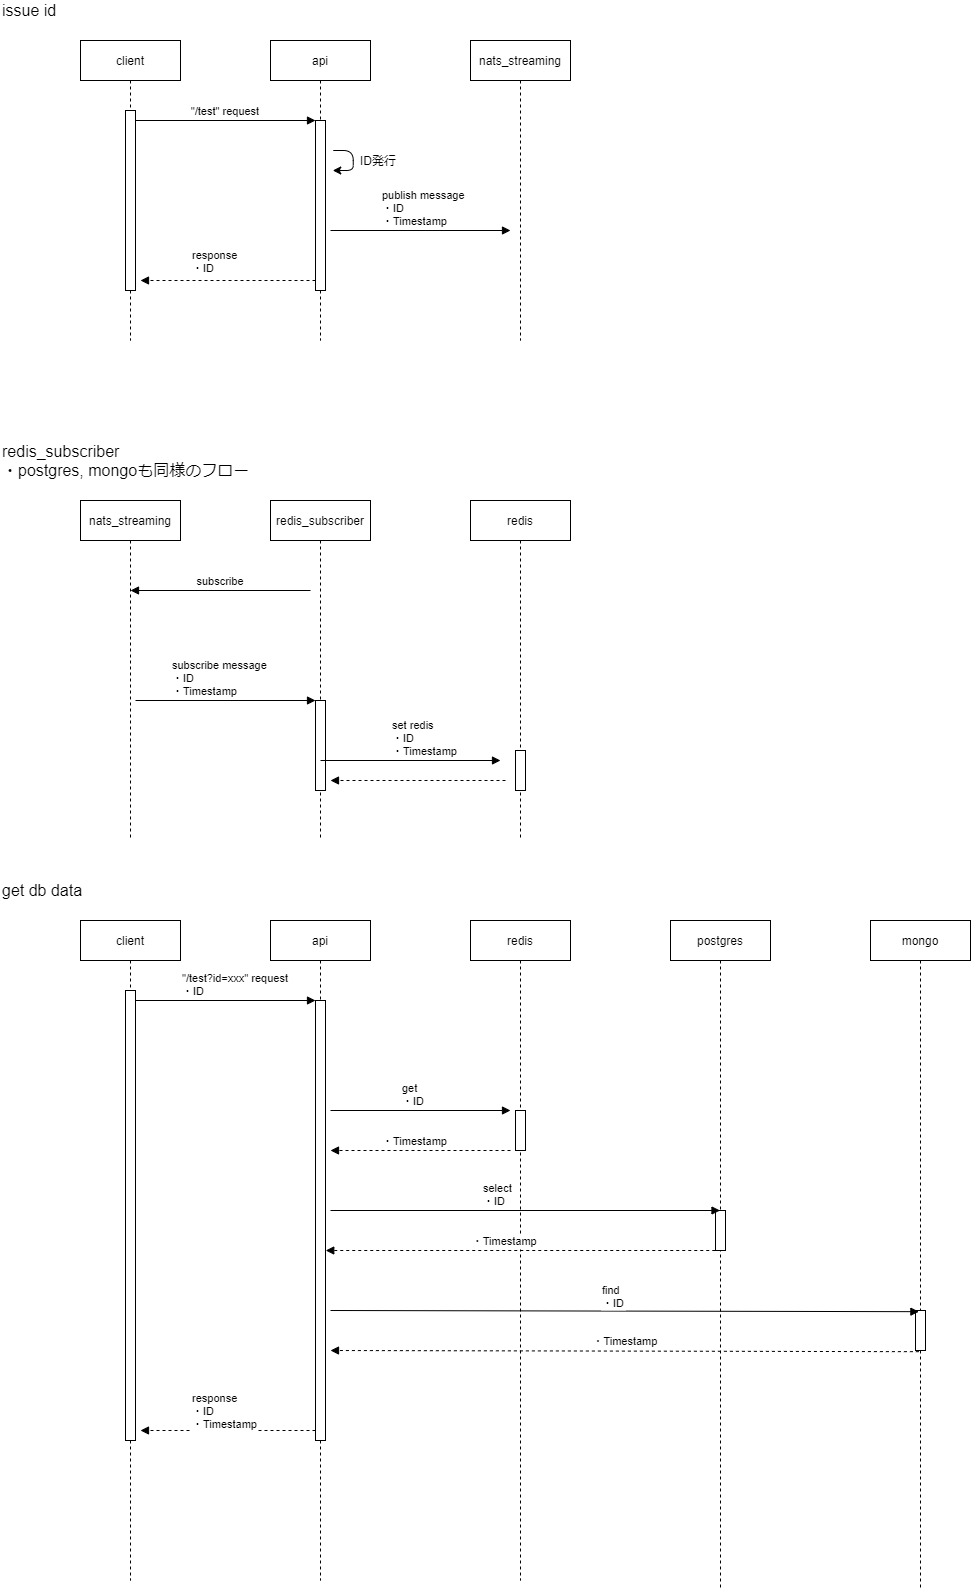 issue id
client
api
nats_streaming
"/test" request
ID発行
publish message
・ID
・Timestamp
response
・ID
redis_subscriber
・postgres, mongoも同様のフロー
nats_streaming
redis_subscriber
redis
subscribe
subscribe message
・ID
・Timestamp
set redis
・ID
・Timestamp
get db data
client
api
redis
postgres
mongo
"/test?id=xxx" request
・ID
get
・ID
・Timestamp
select
・ID
・Timestamp
find
・ID
・Timestamp
response
・ID
・Timestamp